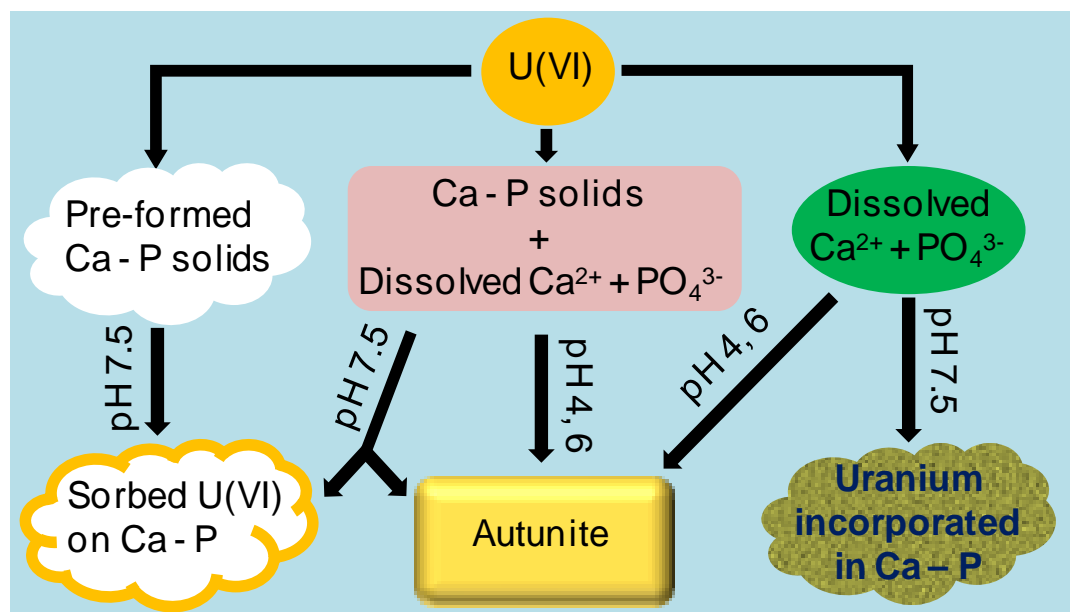 U(VI)
Pre-formed
Ca - P solids
Ca - P solids
+
Dissolved Ca²⁺ + PO₄³⁻
Dissolved
Ca²⁺ + PO₄³⁻
pH 7.5
pH 7.5
pH 4, 6
pH 4, 6
pH 7.5
Sorbed U(VI)
on Ca - P
Autunite
Uranium
incorporated
in Ca – P